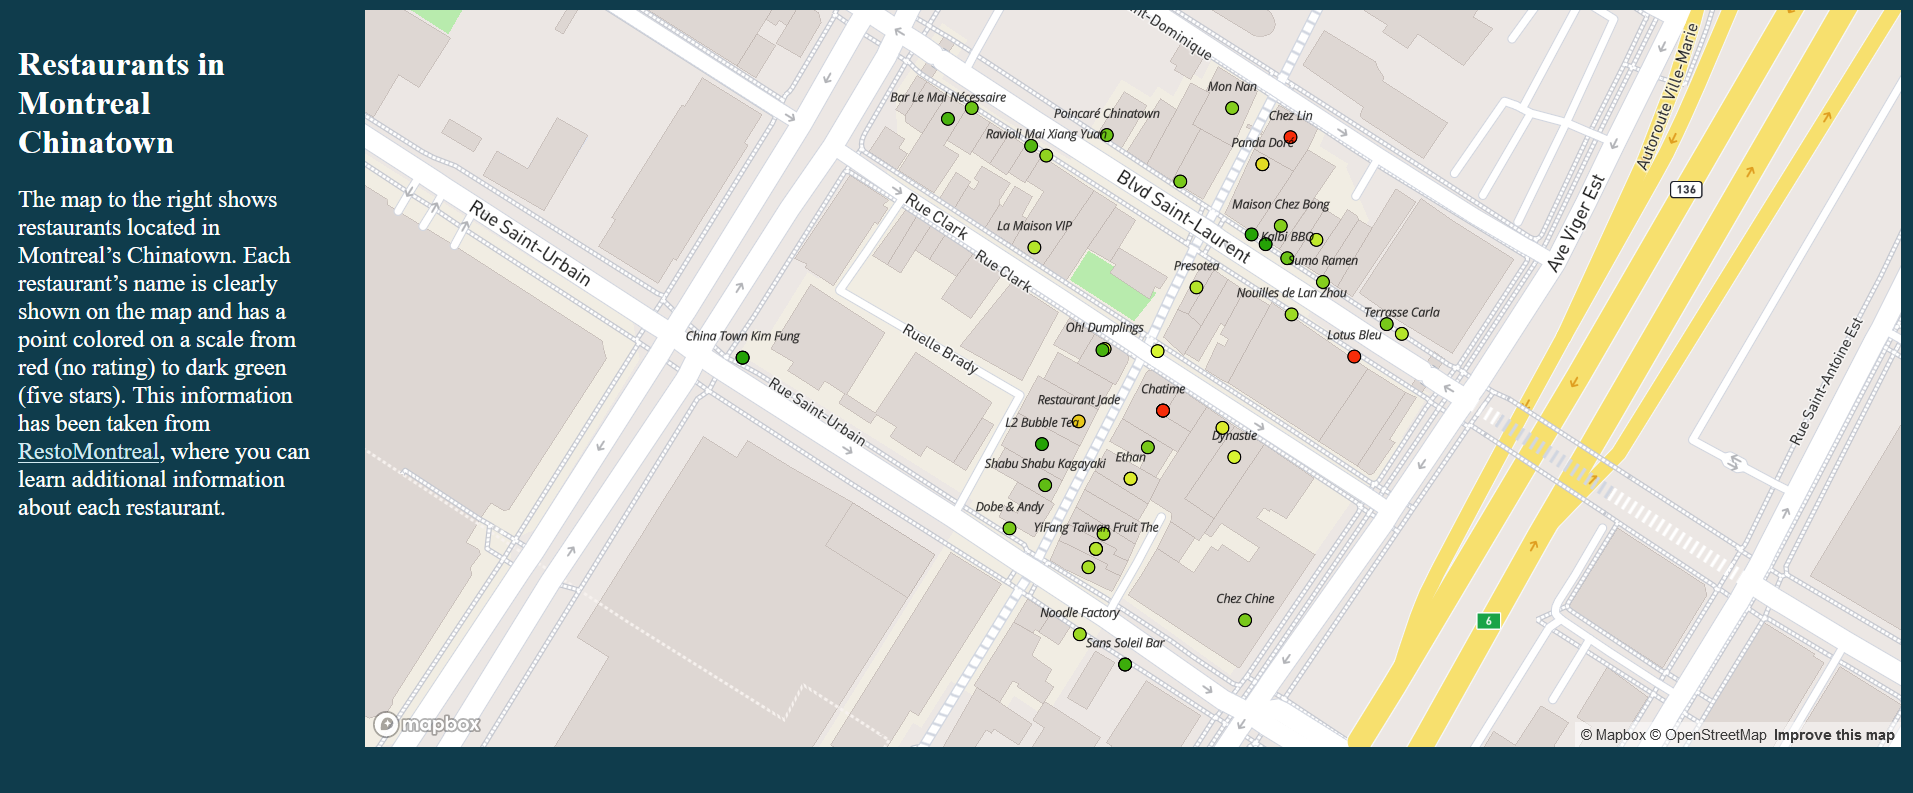 Restaurants in
Montreal
Chinatown
The map to the right shows
restaurants located in
Montreal’s Chinatown. Each
restaurant’s name is clearly
shown on the map and has a
point colored on a scale from
red (no rating) to dark green
(five stars). This information
has been taken from
RestoMontreal, where you can
learn additional information
about each restaurant.
nt-Dominique
Autoroute Ville-Marie
Mon Nan
Bar Le Mal Nécessaire
Poincaré Chinatown
Chez Lin
Ravioli Mai Xiang Yuan
Panda Doré
136
Blvd Saint-Laurent
Ave Viger Est
Rue Saint-Urbain
Rue Clark
Maison Chez Bong
La Maison VIP
Kalbi BBQ
Rue Clark
Presotea
Sumo Ramen
Nouilles de Lan Zhou
Terrasse Carla
Oh! Dumplings
China Town Kim Fung
Lotus Bleu
Ruelle Brady
Rue Saint-Antoine Est
Rue Saint-Urbain
Chatime
Restaurant Jade
L2 Bubble Tea
Dynastie
Shabu Shabu Kagayaki
Ethan
Dobe & Andy
YiFang Taïwan Fruit The
Chez Chine
Noodle Factory
6
Sans Soleil Bar
mapbox
© Mapbox © OpenStreetMap Improve this map